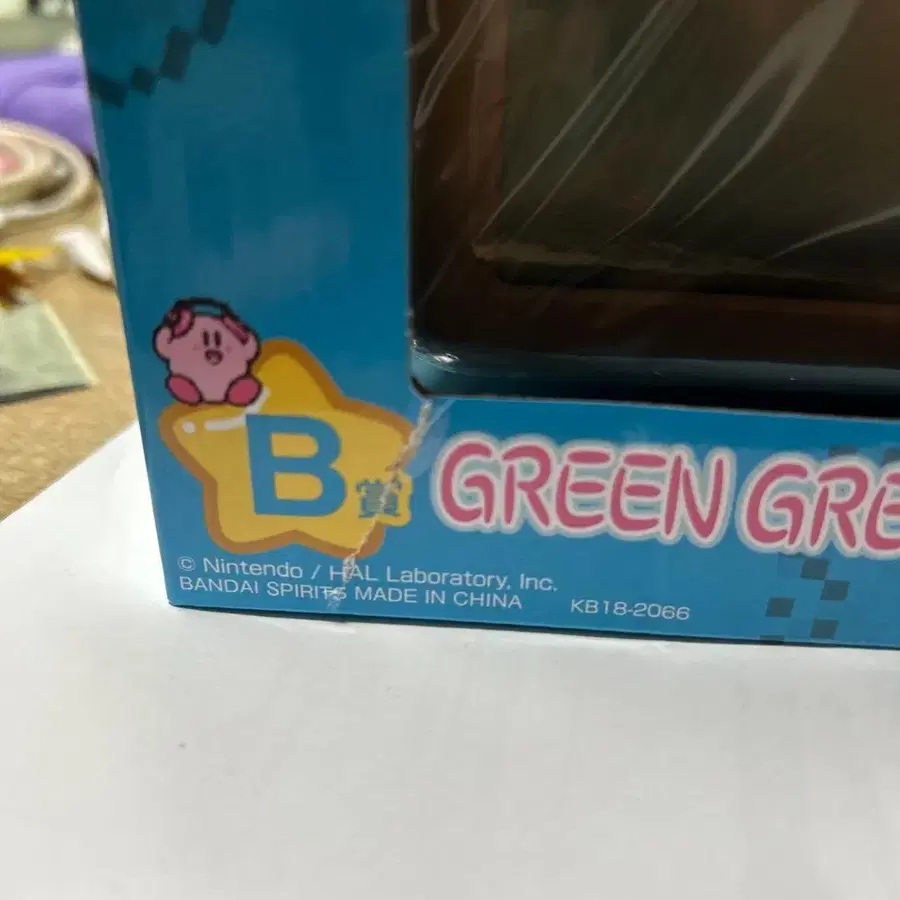 B賞
GREEN GRE
© Nintendo / HAL Laboratory, Inc.
BANDAI SPIRITS MADE IN CHINA
KB18-2066